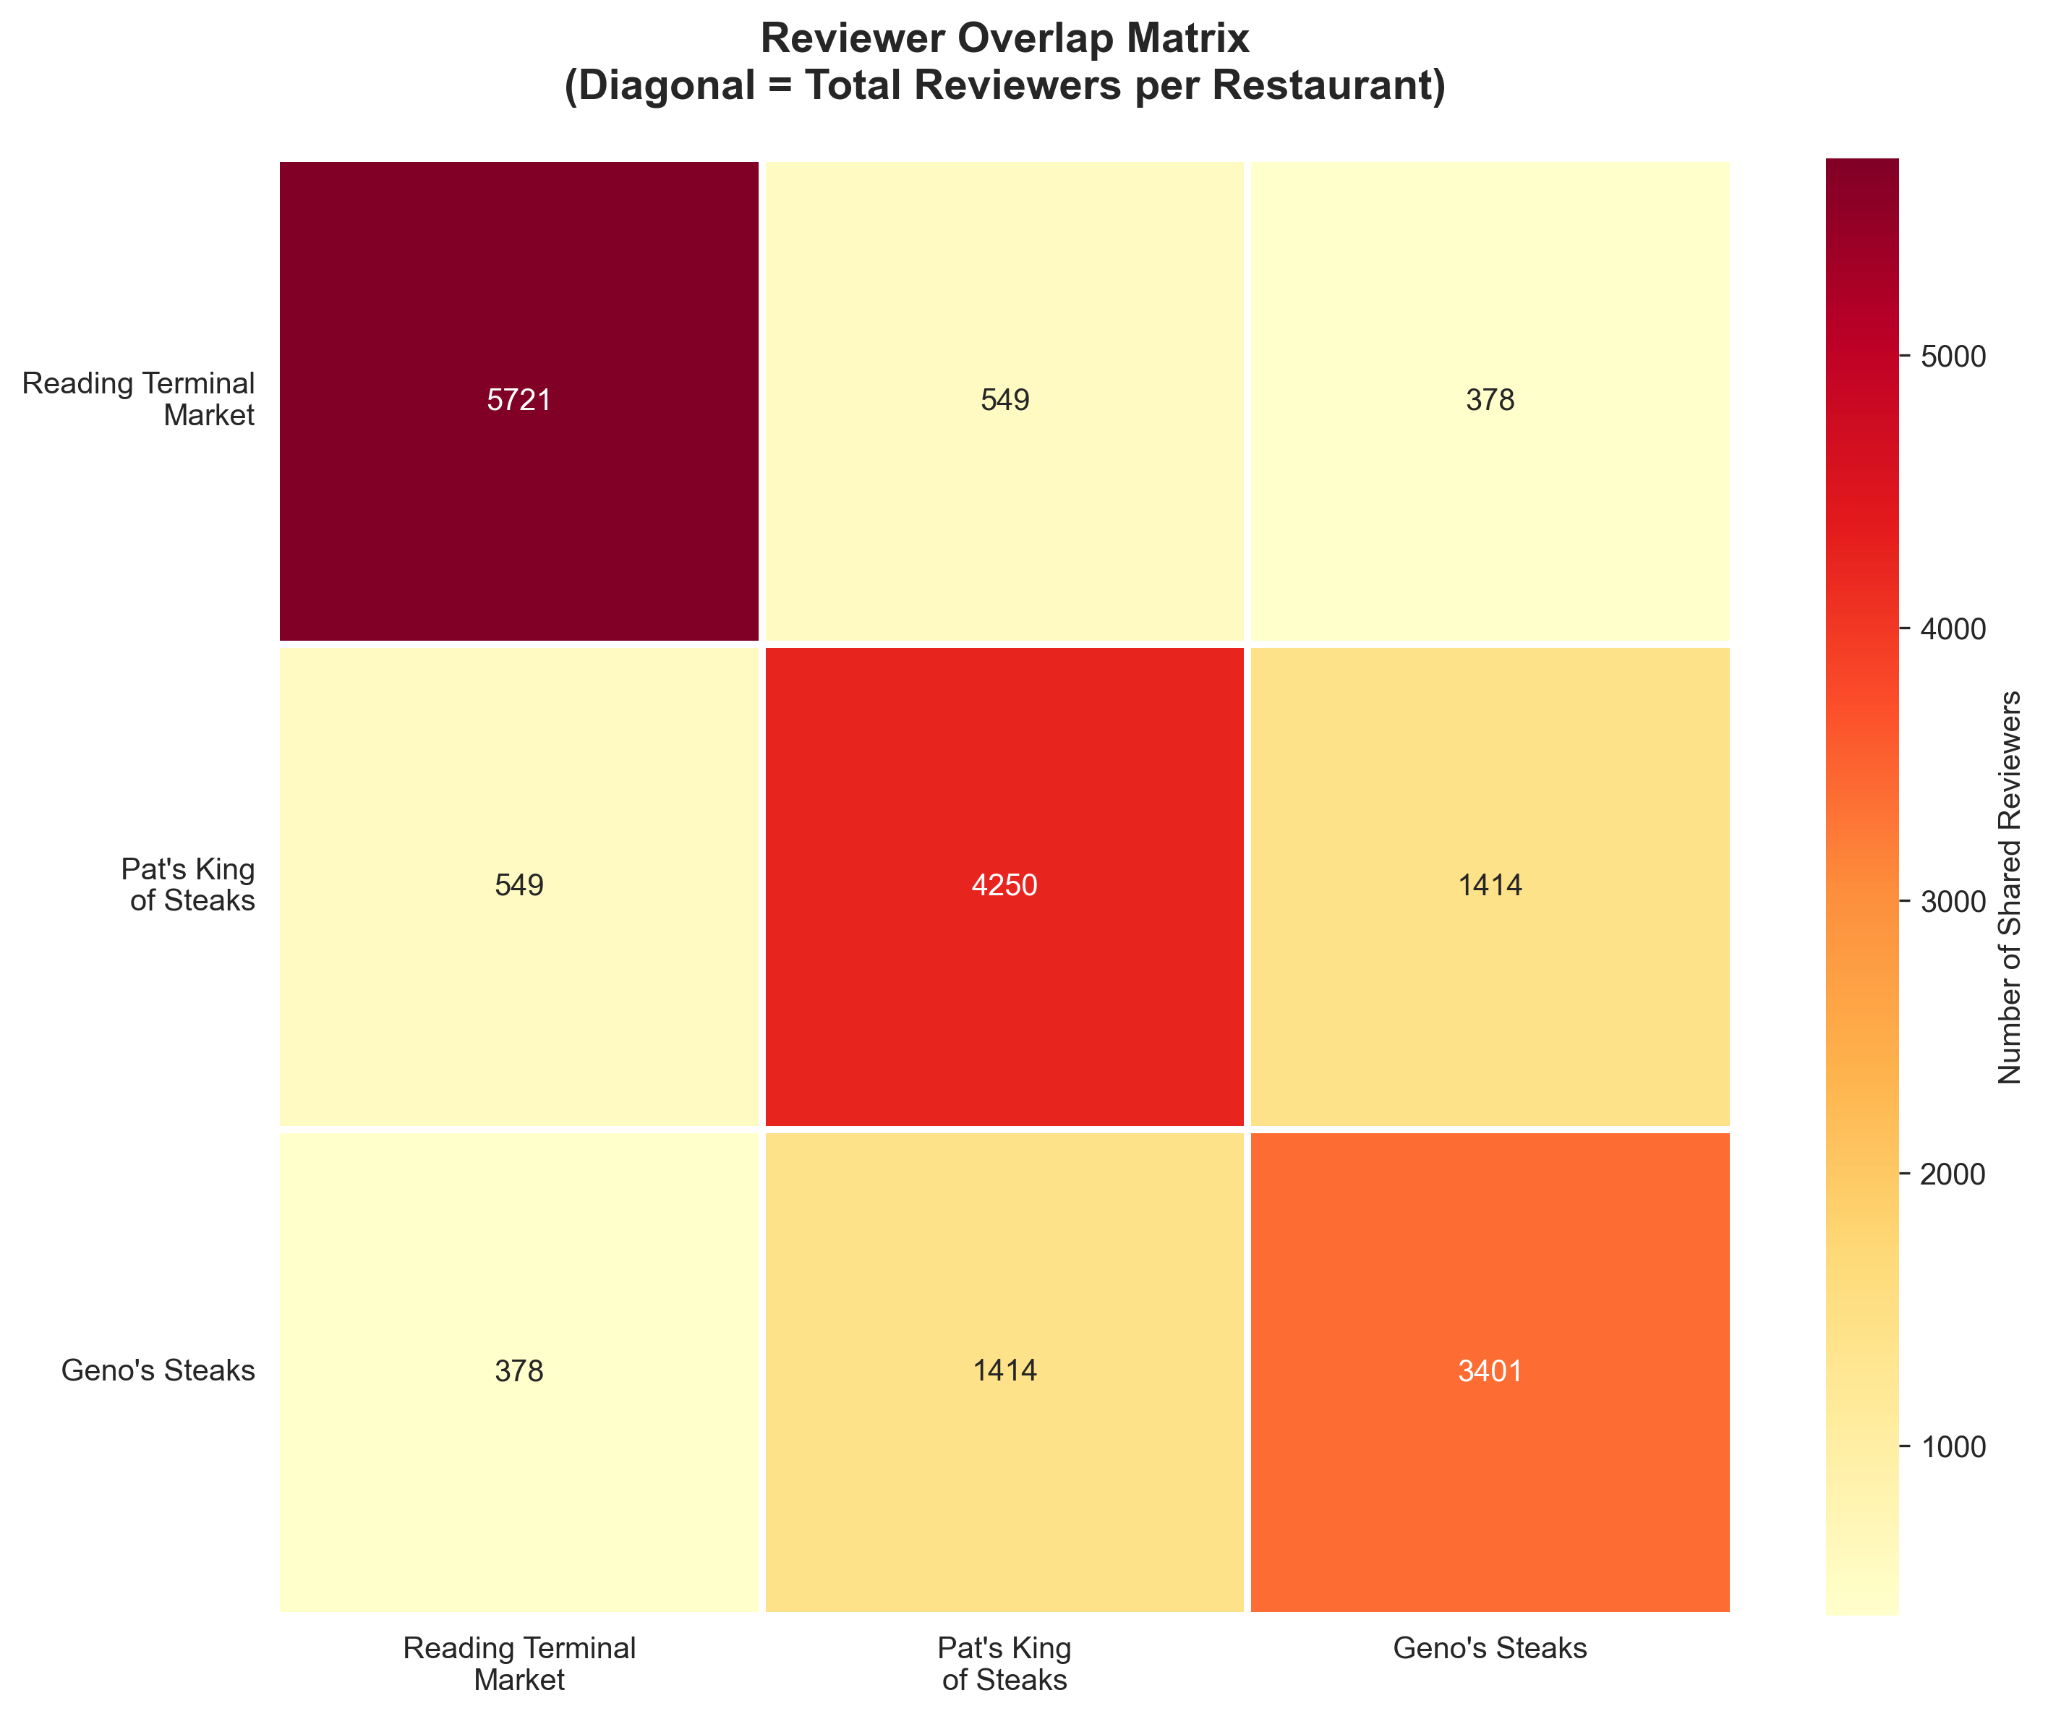 Reviewer Overlap Matrix
(Diagonal = Total Reviewers per Restaurant)
Reading Terminal
Market
5721
549
378
Pat's King
of Steaks
549
4250
1414
Geno's Steaks
378
1414
3401
Reading Terminal
Market
Pat's King
of Steaks
Geno's Steaks
5000
4000
3000
2000
1000
Number of Shared Reviewers